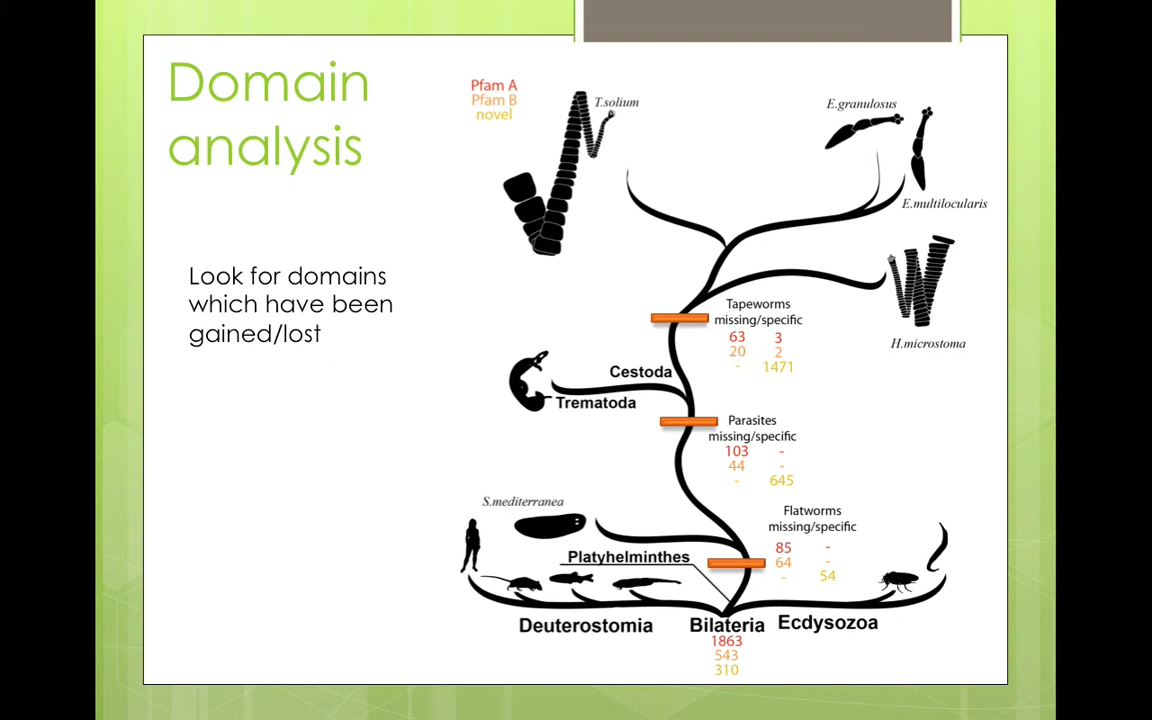 Domain
analysis
Look for domains
which have been
gained/lost
Pfam A
Pfam B
novel
T.solium
E.granulosus
E.multilocularis
H.microstoma
Tapeworms
missing/specific
63 3
20 2
- 1471
Cestoda
Trematoda
Parasites
missing/specific
103 -
44 -
- 645
S.mediterranea
Flatworms
missing/specific
85 -
64 -
- 54
Platyhelminthes
Deuterostomia
Bilateria
Ecdysozoa
1863
543
310